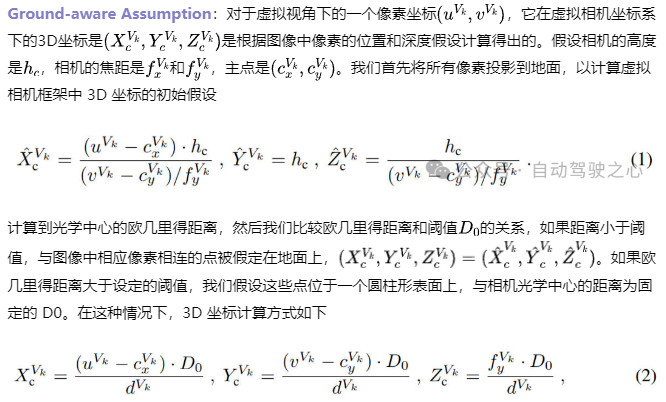 Ground-aware Assumption：对于虚拟视角下的一个像素坐标(u^{V_k}, v^{V_k})，它在虚拟相机坐标系
下的3D坐标是(X_c^{V_k}, Y_c^{V_k}, Z_c^{V_k})是根据图像中像素的位置和深度假设计算得出的。假设相机的高度
是h_c，相机的焦距是f_x^{V_k}和f_y^{V_k}，主点是(c_x^{V_k}, c_y^{V_k})。我们首先将所有像素投影到地面，以计算虚拟
相机框架中 3D 坐标的初始假设
\hat{X}_c^{V_k} = \frac{(u^{V_k} - c_x^{V_k}) \cdot h_c}{(v^{V_k} - c_y^{V_k})/f_y^{V_k}} , \hat{Y}_c^{V_k} = h_c , \hat{Z}_c^{V_k} = \frac{h_c}{(v^{V_k} - c_y^{V_k})/f_y^{V_k}} . (1)
公众号 · 自动驾驶之心
计算到光学中心的欧几里得距离，然后我们比较欧几里得距离和阈值D_0的关系，如果距离小于阈
值，与图像中相应像素相连的点被假定在地面上，(X_c^{V_k}, Y_c^{V_k}, Z_c^{V_k}) = (\hat{X}_c^{V_k}, \hat{Y}_c^{V_k}, \hat{Z}_c^{V_k})。如果欧
几里得距离大于设定的阈值，我们假设这些点位于一个圆柱形表面上，与相机光学中心的距离为固
定的 D0。在这种情况下，3D 坐标计算方式如下
X_c^{V_k} = \frac{(u^{V_k} - c_x^{V_k}) \cdot D_0}{d^{V_k}} , Y_c^{V_k} = \frac{(v^{V_k} - c_y^{V_k}) \cdot D_0}{d^{V_k}} , Z_c^{V_k} = \frac{f_y^{V_k} \cdot D_0}{d^{V_k}} , (2)